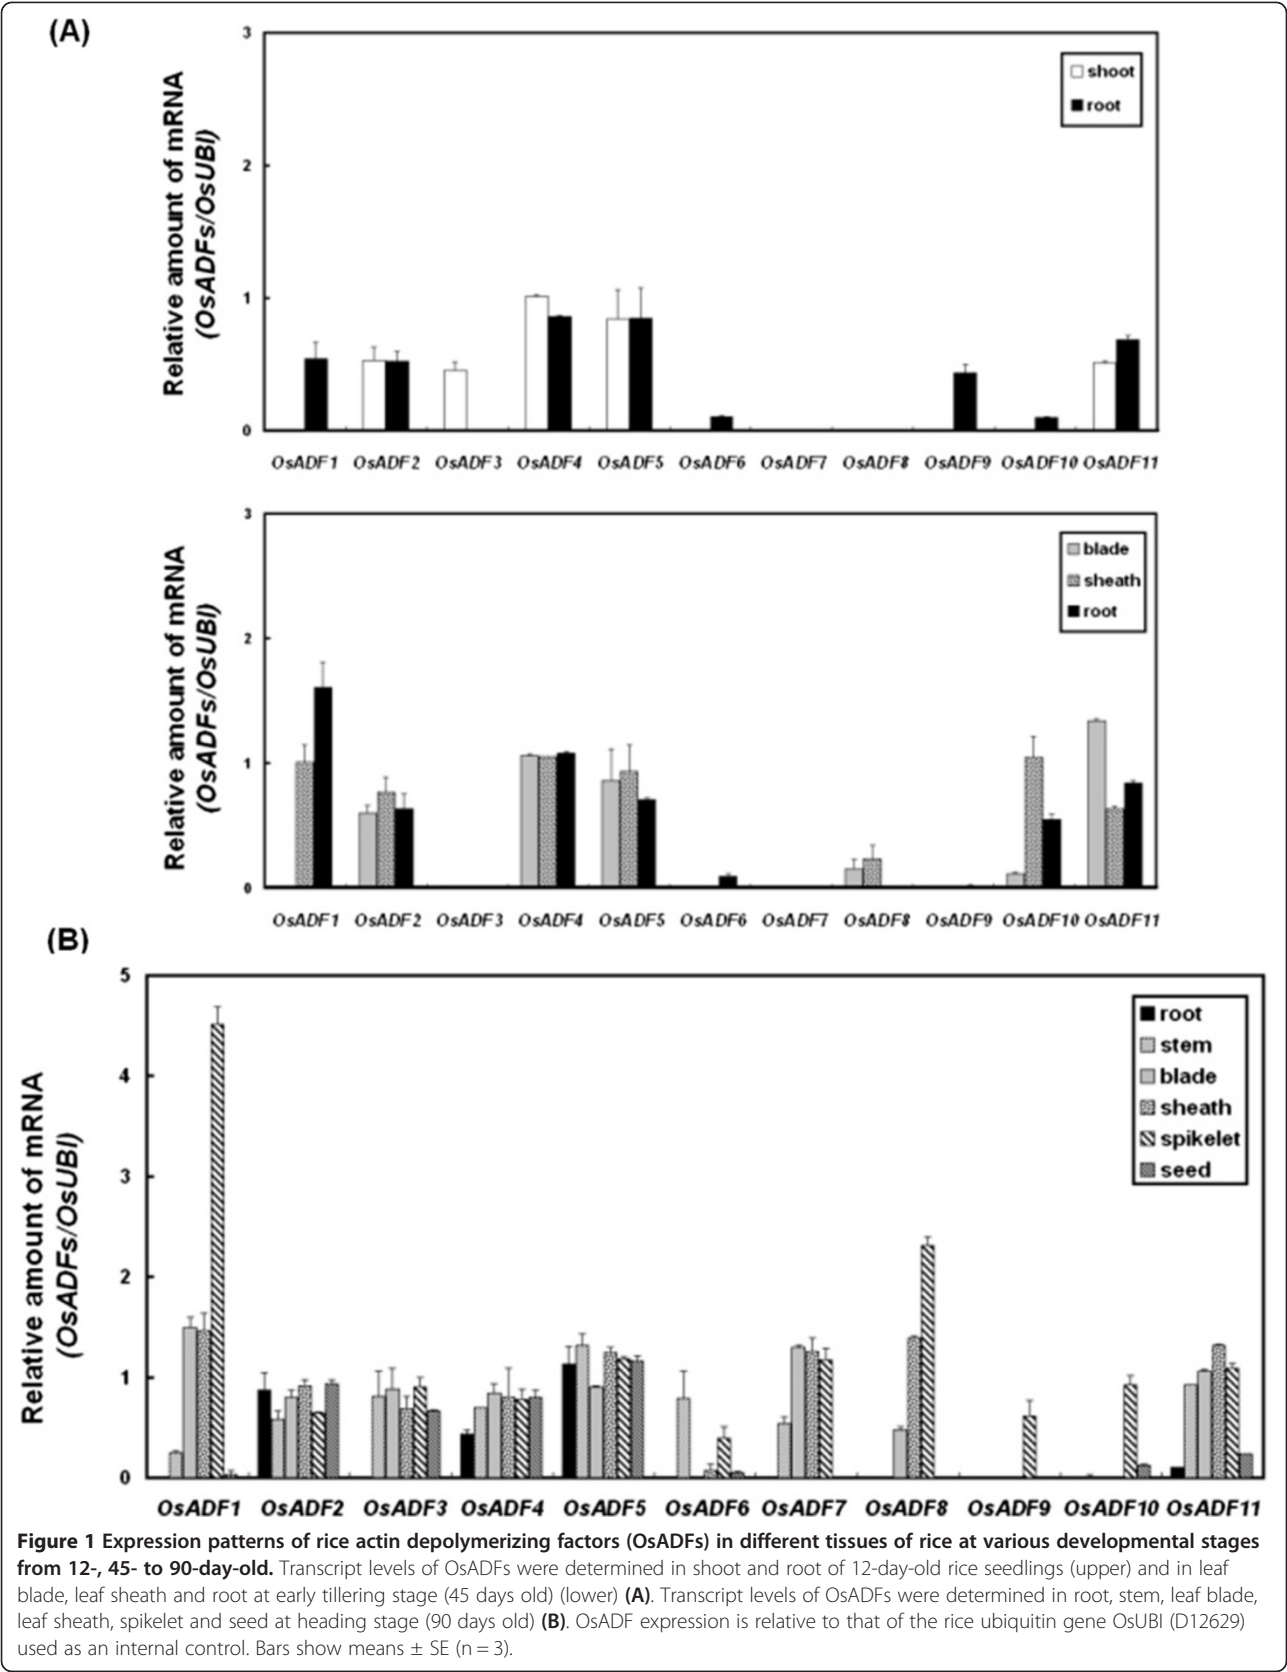 (A)
Relative amount of mRNA
(OsADFs/OsUBI)
3
2
1
0
shoot
root
OsADF1 OsADF2 OsADF3 OsADF4 OsADF5 OsADF6 OsADF7 OsADF8 OsADF9 OsADF10 OsADF11
Relative amount of mRNA
(OsADFs/OsUBI)
3
2
1
0
blade
sheath
root
OsADF1 OsADF2 OsADF3 OsADF4 OsADF5 OsADF6 OsADF7 OsADF8 OsADF9 OsADF10 OsADF11
(B)
Relative amount of mRNA
(OsADFs/OsUBI)
5
4
3
2
1
0
root
stem
blade
sheath
spikelet
seed
OsADF1 OsADF2 OsADF3 OsADF4 OsADF5 OsADF6 OsADF7 OsADF8 OsADF9 OsADF10 OsADF11
Figure 1 Expression patterns of rice actin depolymerizing factors (OsADFs) in different tissues of rice at various developmental stages
from 12-, 45- to 90-day-old. Transcript levels of OsADFs were determined in shoot and root of 12-day-old rice seedlings (upper) and in leaf
blade, leaf sheath and root at early tillering stage (45 days old) (lower) (A). Transcript levels of OsADFs were determined in root, stem, leaf blade,
leaf sheath, spikelet and seed at heading stage (90 days old) (B). OsADF expression is relative to that of the rice ubiquitin gene OsUBI (D12629)
used as an internal control. Bars show means ± SE (n = 3).